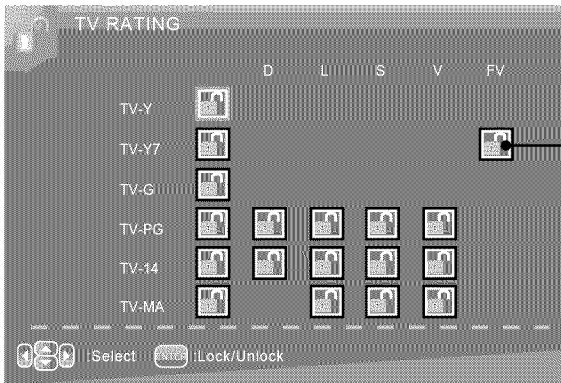 TV RATING
D L S V FV
TV-Y
TV-Y7
TV-G
TV-PG
TV-14
TV-MA
:Select ENTER :Lock/Unlock